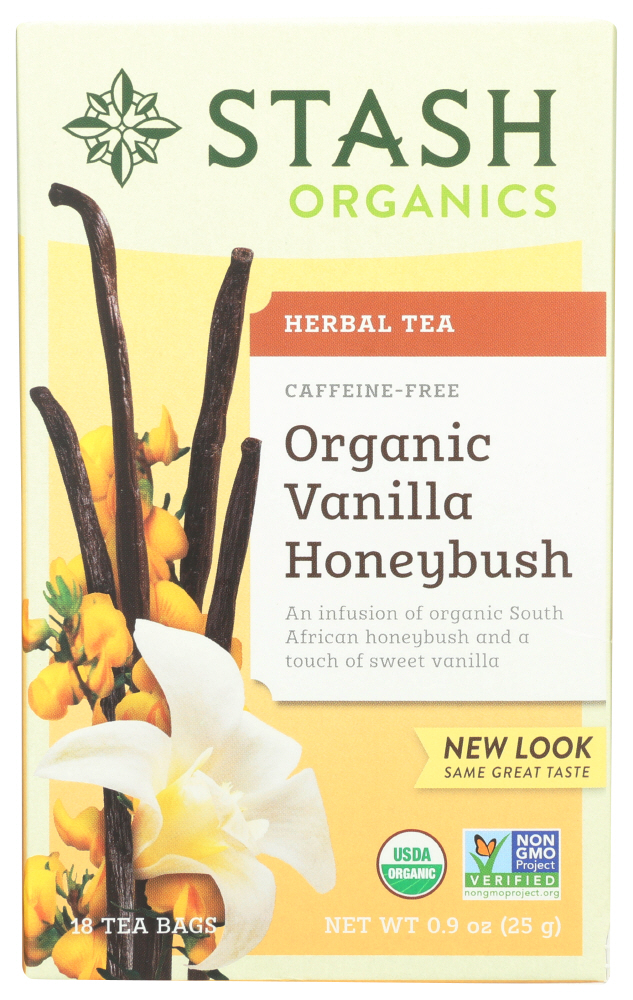 STASH
ORGANICS
HERBAL TEA
CAFFEINE-FREE
Organic
Vanilla
Honeybush
An infusion of organic South
African honeybush and a
touch of sweet vanilla
NEW LOOK
SAME GREAT TASTE
USDA
ORGANIC
NON
GMO
Project
VERIFIED
nongmoproject.org
18 TEA BAGS
NET WT 0.9 oz (25 g)